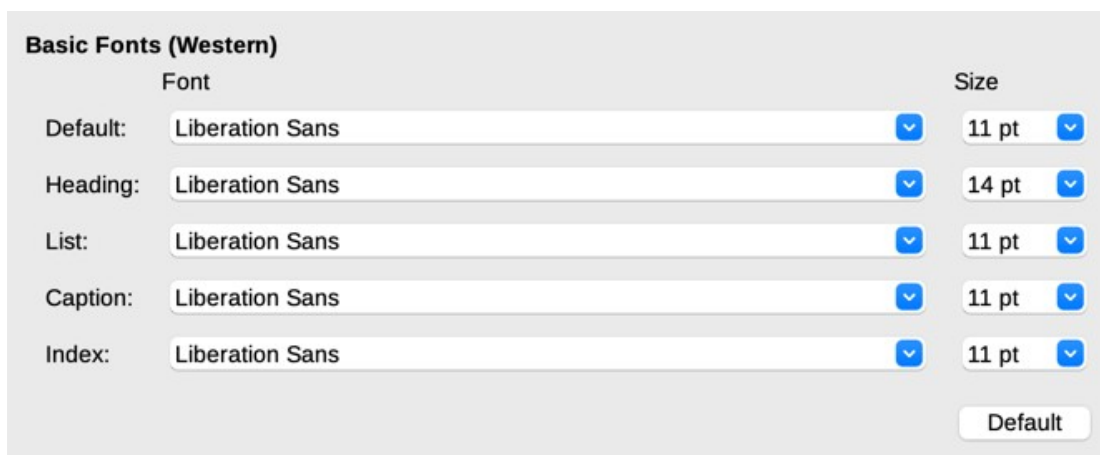 Basic Fonts (Western)
Font Size
Default: Liberation Sans 11 pt
Heading: Liberation Sans 14 pt
List: Liberation Sans 11 pt
Caption: Liberation Sans 11 pt
Index: Liberation Sans 11 pt
Default